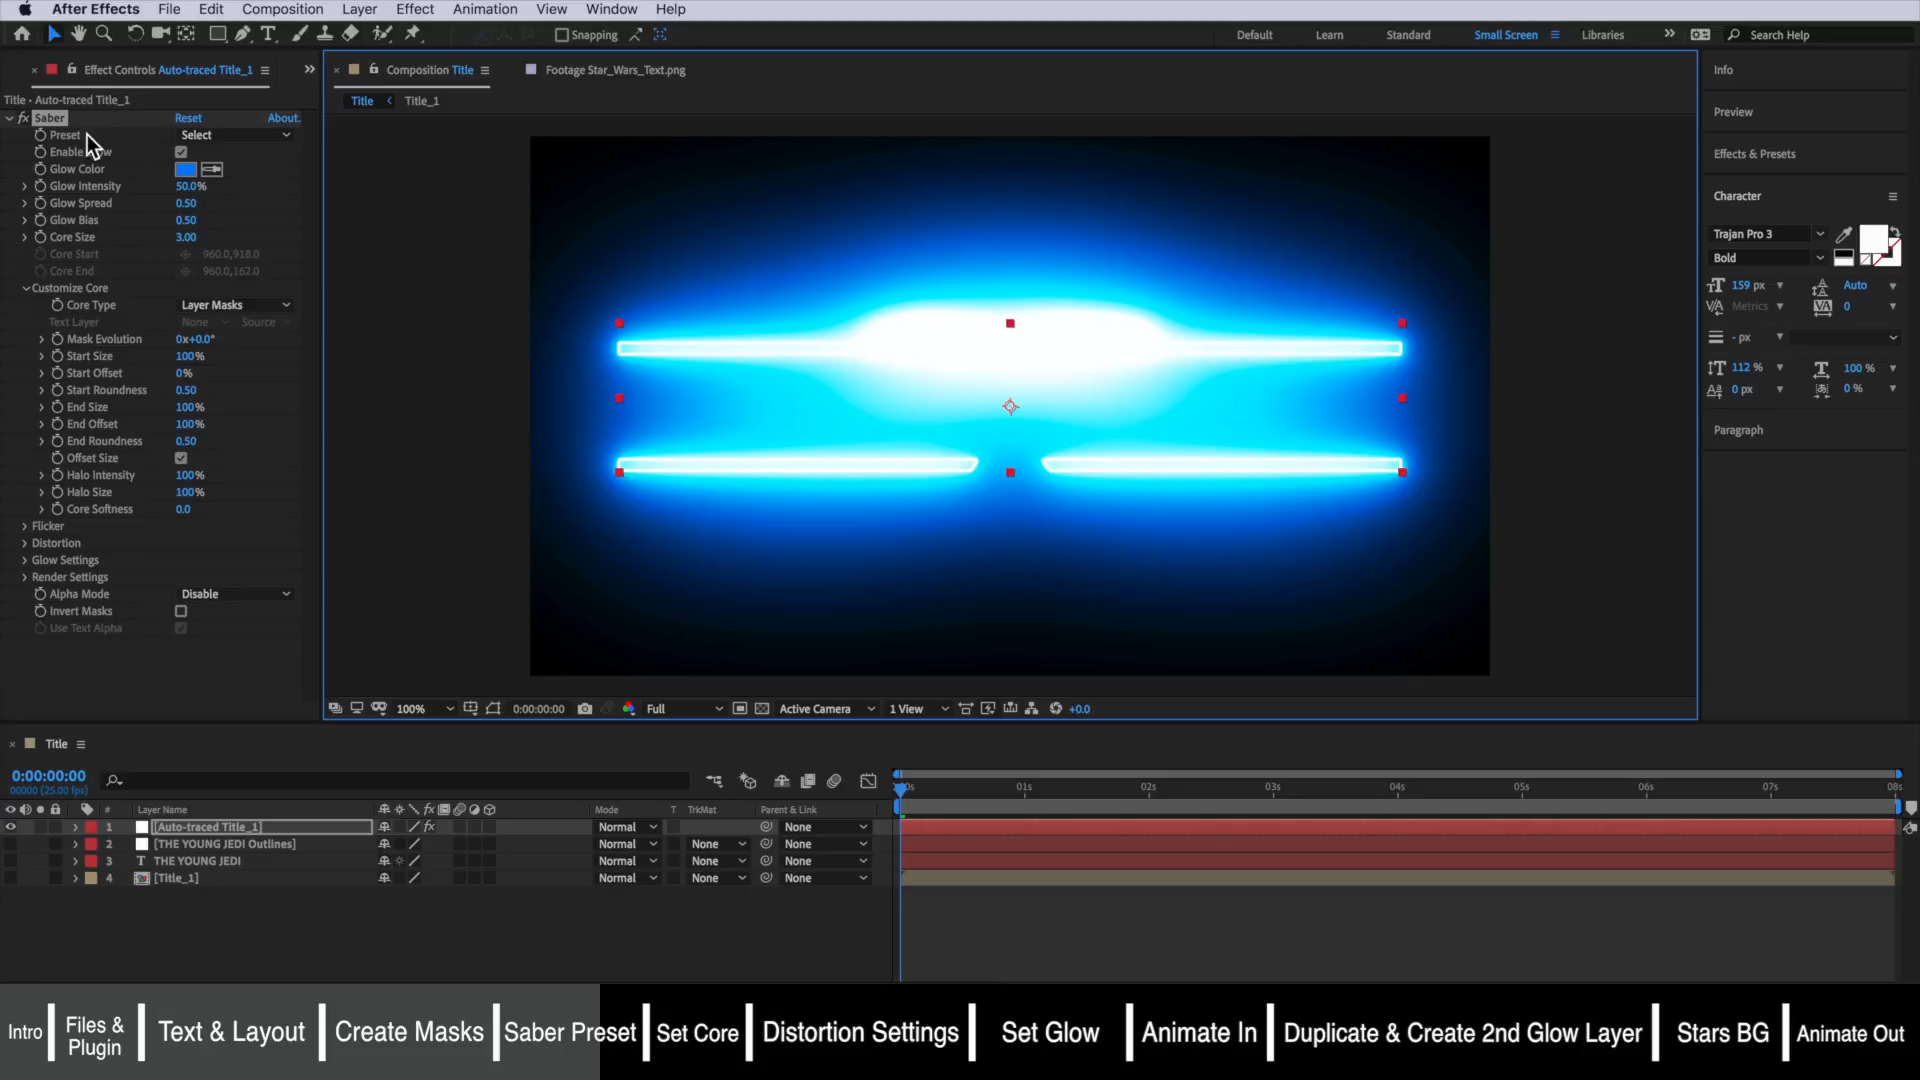 After Effects File Edit Composition Layer Effect Animation View Window Help
Snapping Default Learn Standard Small Screen Libraries Search Help
Effect Controls Auto-traced Title_1
Title • Auto-traced Title_1
Saber Reset About.
Preset Select
Enable
Glow Color
Glow Intensity 50.0%
Glow Spread 0.50
Glow Bias 0.50
Core Size 3.00
Core Start 960.0,918.0
Core End 960.0,162.0
Customize Core
Core Type Layer Masks
Text Layer None Source
Mask Evolution 0x+0.0°
Start Size 100%
Start Offset 0%
Start Roundness 0.50
End Size 100%
End Offset 100%
End Roundness 0.50
Offset Size
Halo Intensity 100%
Halo Size 100%
Core Softness 0.0
Flicker
Distortion
Glow Settings
Render Settings
Alpha Mode Disable
Invert Masks
Use Text Alpha
Composition Title
Footage Star_Wars_Text.png
Title Title_1
100% 0:00:00:00 Full Active Camera 1 View +0.0
Info
Preview
Effects & Presets
Character
Trajan Pro 3
Bold
159 px Auto
Metrics 0
- px
112 % 100 %
0 px 0 %
Paragraph
Title
0:00:00:00
00000 (25.00 fps)
01s 02s 03s 04s 05s 06s 07s 08s
# Layer Name Mode T TrkMat Parent & Link
1 [Auto-traced Title_1] Normal None
2 [THE YOUNG JEDI Outlines] Normal None None
3 T THE YOUNG JEDI Normal None None
4 [Title_1] Normal None None
Intro
Files &
Plugin
Text & Layout
Create Masks
Saber Preset
Set Core
Distortion Settings
Set Glow
Animate In
Duplicate & Create 2nd Glow Layer
Stars BG
Animate Out